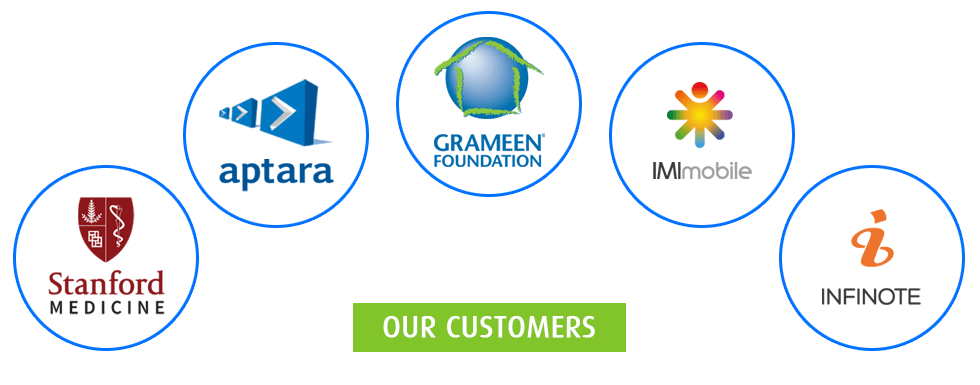 Stanford
MEDICINE
aptara
GRAMEEN®
FOUNDATION
IMImobile
INFINOTE
OUR CUSTOMERS